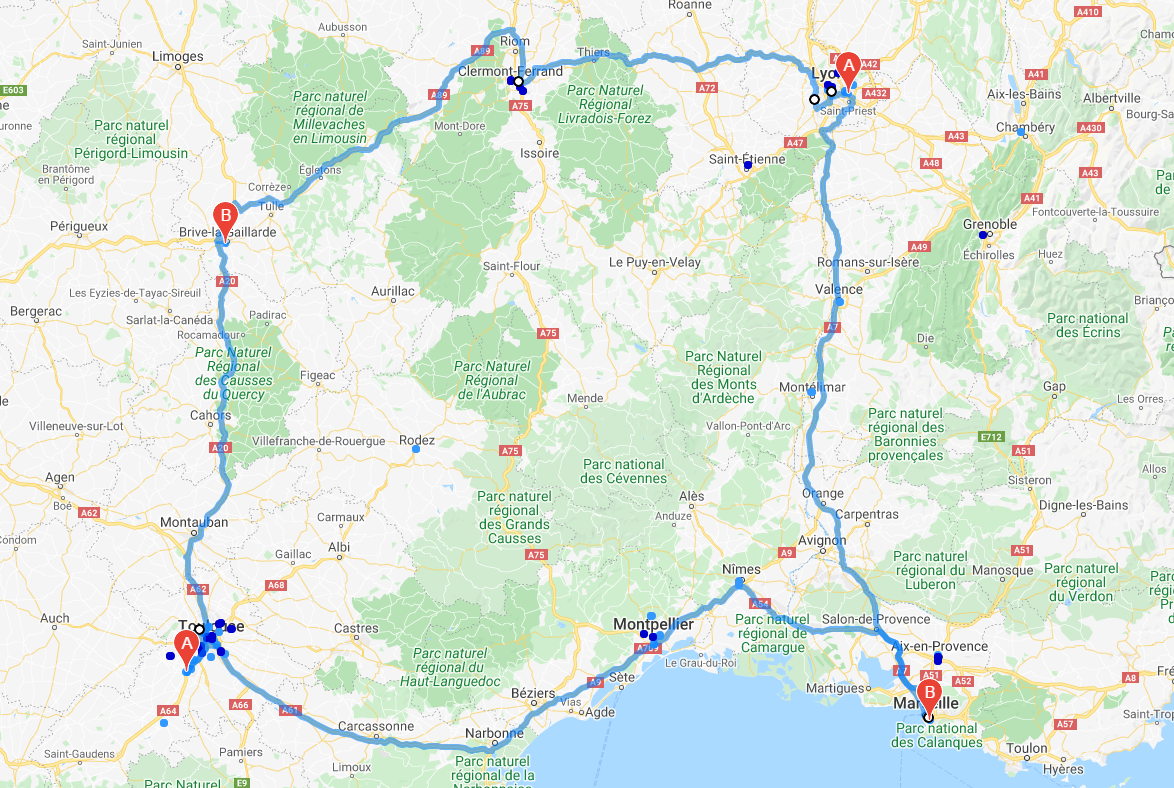 Roanne
A410
Aubusson
Saint-Junien
Limoges
Riom
A89
Thiers
A42
Clermont-Ferrand
Lyo
A
A41
E603
A89
A75
A72
A432
Aix-les-Bains
Albertville
Parc naturel
régional de
Millevaches
en Limousin
Parc Naturel
Régional
Livradois-Forez
Saint-Priest
Parc naturel
régional
Périgord-Limousin
Mont-Dore
Chambéry
A430
A43
A47
Issoire
Saint-Étienne
A48
A43
Brantôme
en Périgord
Égletons
Corrèze
Tulle
A41
Fontcouverte-la-Toussaire
B
Périgueux
Brive-la-Gaillarde
Grenoble
A49
Échirolles
Huez
Saint-Flour
Le Puy-en-Velay
Romans-sur-Isère
A20
Les Eyzies-de-Tayac-Sireuil
Aurillac
Valence
Bergerac
Sarlat-la-Canéda
Padirac
Rocamadour
A7
A75
Parc national
des Écrins
Die
Parc Naturel
Régional
des Causses
du Quercy
Parc Naturel
Régional
de l'Aubrac
Parc Naturel
Régional
des Monts
d'Ardèche
Figeac
Montélimar
Gap
Mende
Les Orres
Cahors
Villeneuve-sur-Lot
Vallon-Pont-d'Arc
Parc naturel
régional des
Baronnies
provençales
A20
Villefranche-de-Rouergue
Rodez
A75
E712
A51
Parc national
des Cévennes
Allos
Agen
Sisteron
Boé
A62
Parc naturel
régional
des Grands
Causses
Alès
Anduze
Orange
Carpentras
Digne-les-Bains
Montauban
Carmaux
Gaillac
Albi
A75
Avignon
A9
A51
Condom
Nîmes
Parc naturel
régional du
Luberon
Manosque
Parc naturel
régional du
Verdon
A62
A68
A54
Auch
Toulouse
Castres
Montpellier
Parc naturel
régional de
Camargue
Salon-de-Provence
A
Parc naturel
régional du
Haut-Languedoc
A709
Le Grau-du-Roi
Aix-en-Provence
A7
A51
A52
A8
Sète
A9
Martigues
B
Béziers
Vias
Agde
Marseille
A64
A66
A61
Carcassonne
A57
Parc national
des Calanques
Narbonne
Saint-Gaudens
Pamiers
Limoux
Toulon
Hyères
Parc naturel
régional de la
Narbonnaise
E9
Parc Naturel